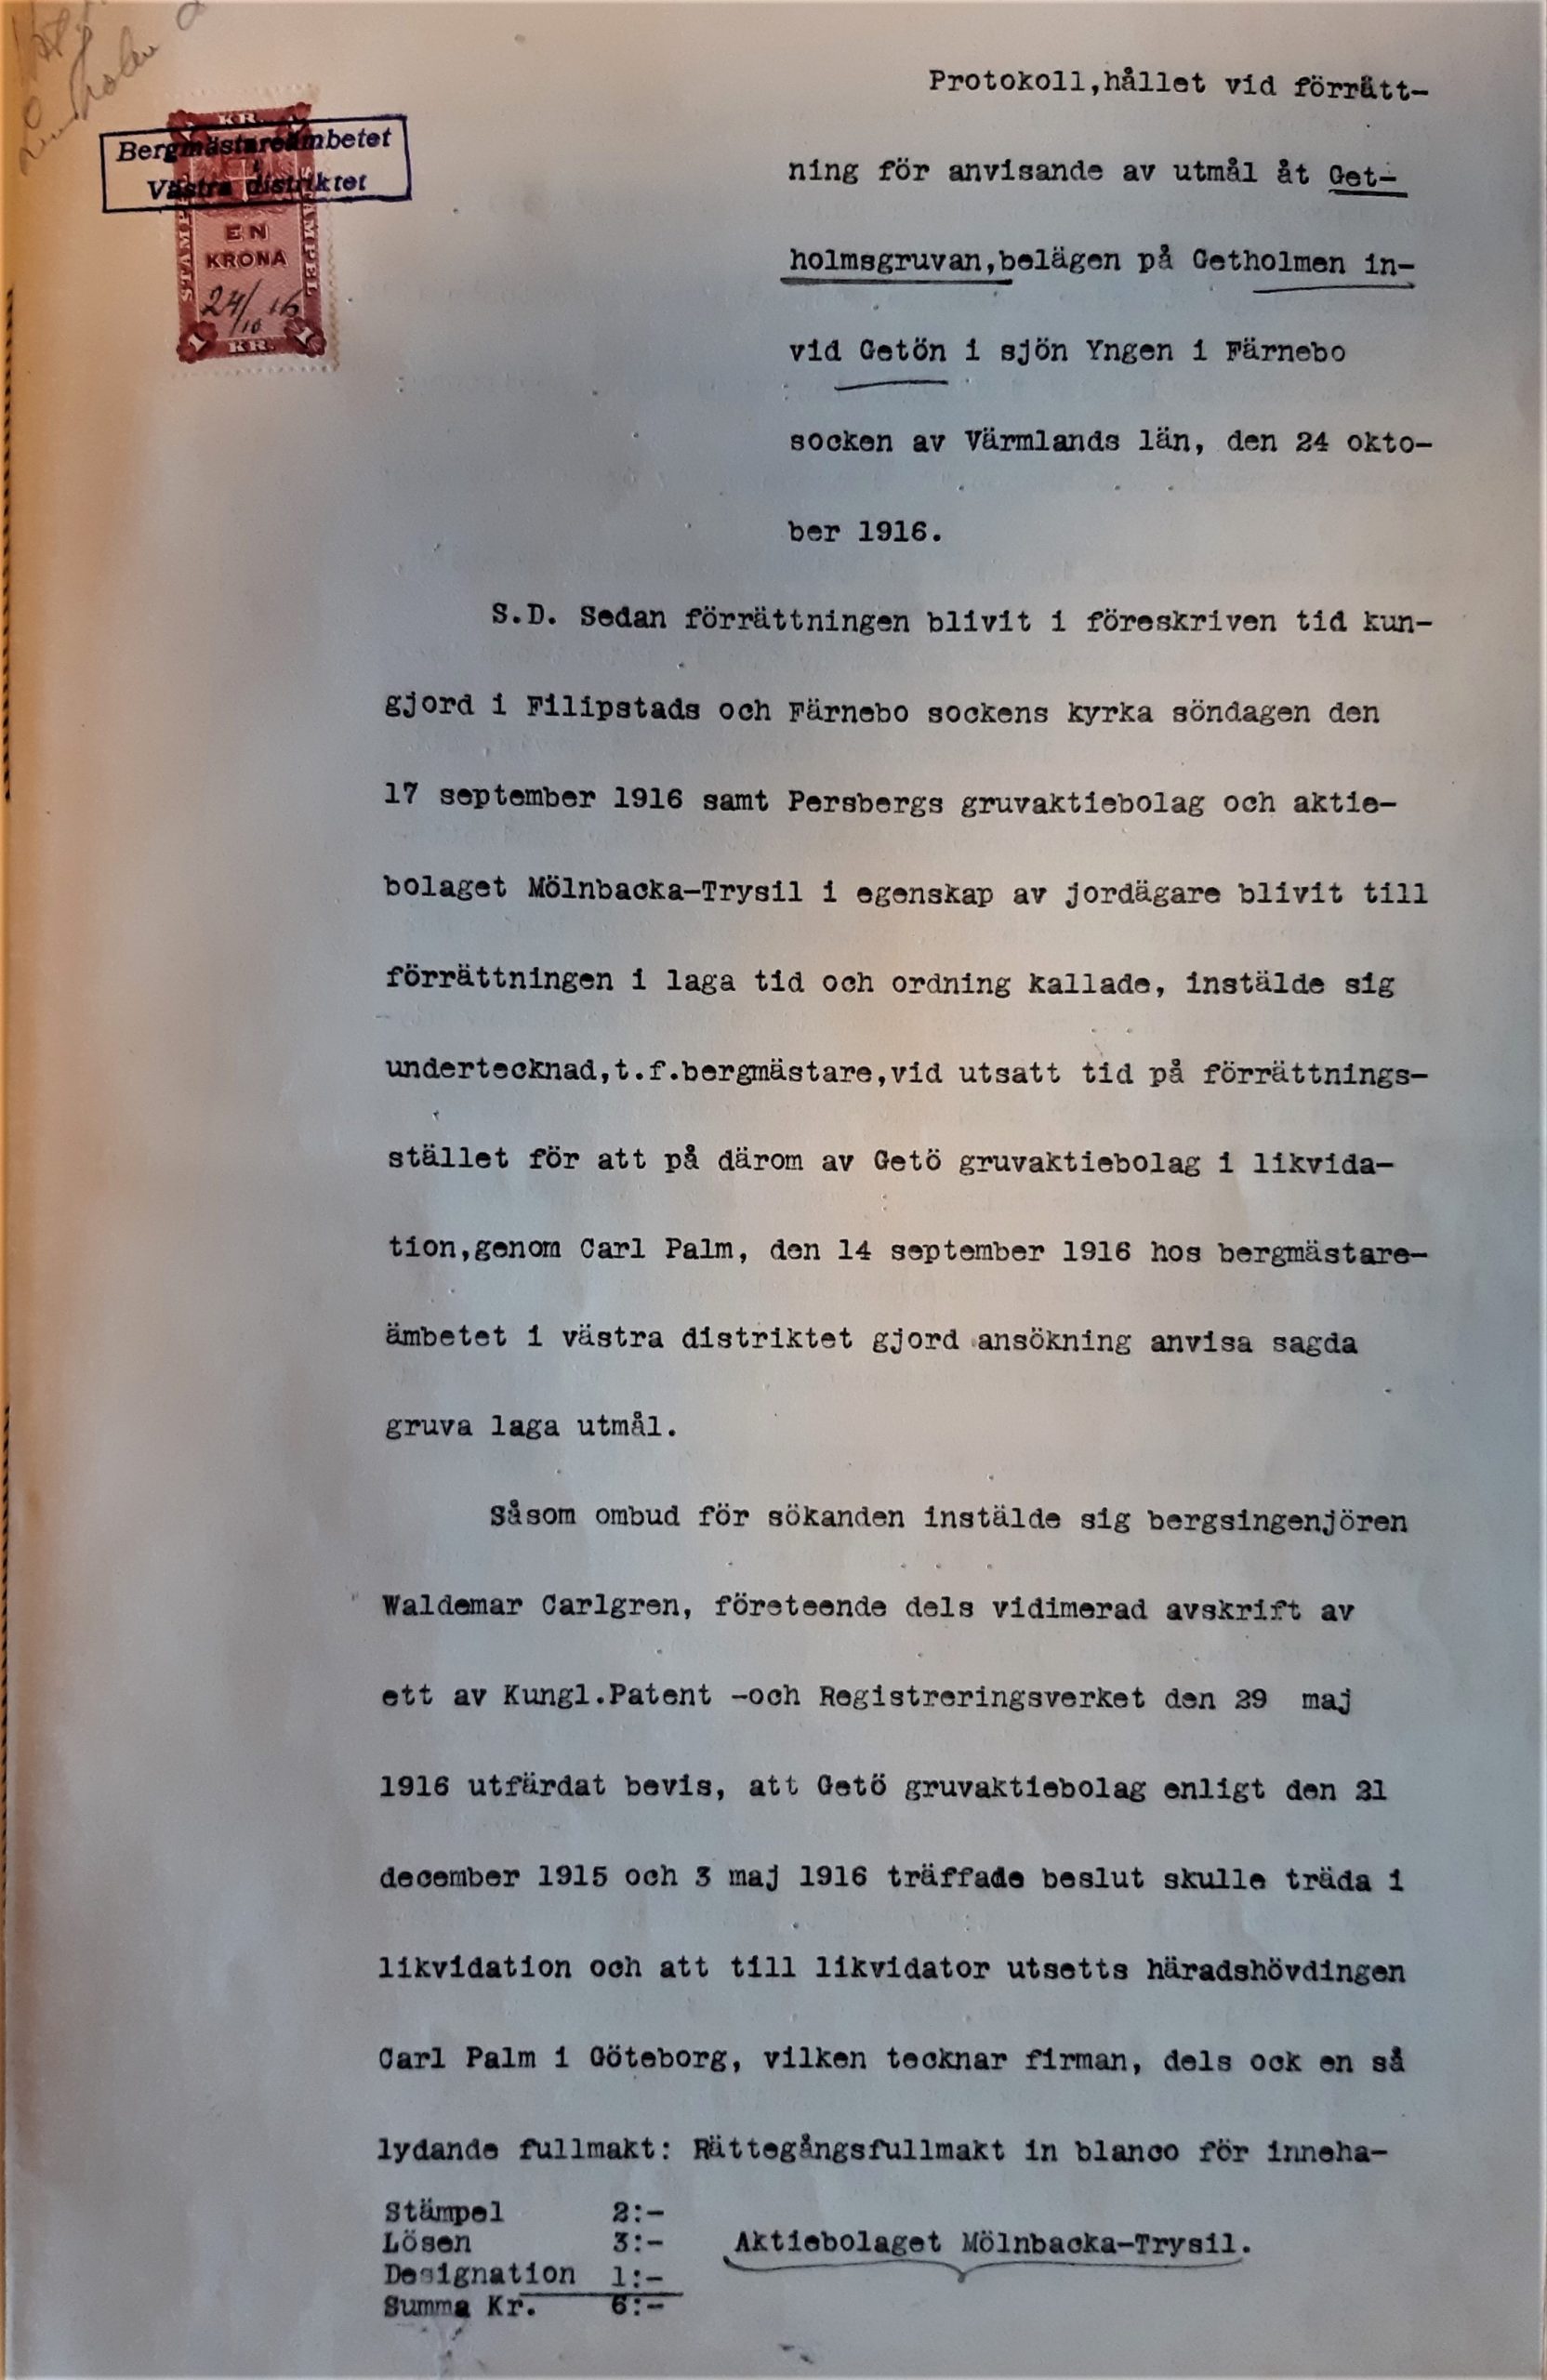 Bergmästareämbetet
i
Västra distriktet
KR.
STÄMPEL
STÄMPEL
EN
KRONA
24/10 16
1 KR. 1
Protokoll,hållet vid förrätt-
ning för anvisande av utmål åt Get-
holmsgruvan,belägen på Getholmen in-
vid Getön i sjön Yngen i Färnebo
socken av Värmlands län, den 24 okto-
ber 1916.
S.D. Sedan förrättningen blivit i föreskriven tid kun-
gjord i Filipstads och Färnebo sockens kyrka söndagen den
17 september 1916 samt Persbergs gruvaktiebolag och aktie-
bolaget Mölnbacka-Trysil i egenskap av jordägare blivit till
förrättningen i laga tid och ordning kallade, instälde sig
undertecknad,t.f.bergmästare,vid utsatt tid på förrättnings-
stället för att på därom av Getö gruvaktiebolag i likvida-
tion,genom Carl Palm, den 14 september 1916 hos bergmästare-
ämbetet i västra distriktet gjord ansökning anvisa sagda
gruva laga utmål.
Såsom ombud för sökanden instälde sig bergsingenjören
Waldemar Carlgren, företeende dels vidimerad avskrift av
ett av Kungl.Patent -och Registreringsverket den 29 maj
1916 utfärdat bevis, att Getö gruvaktiebolag enligt den 21
december 1915 och 3 maj 1916 träffade beslut skulle träda i
likvidation och att till likvidator utsetts häradshövdingen
Carl Palm i Göteborg, vilken tecknar firman, dels ock en så
lydande fullmakt: Rättegångsfullmakt in blanco för inneha-
Stämpel 2:-
Lösen 3:- Aktiebolaget Mölnbacka-Trysil.
Designation 1:-
Summa Kr. 6:-